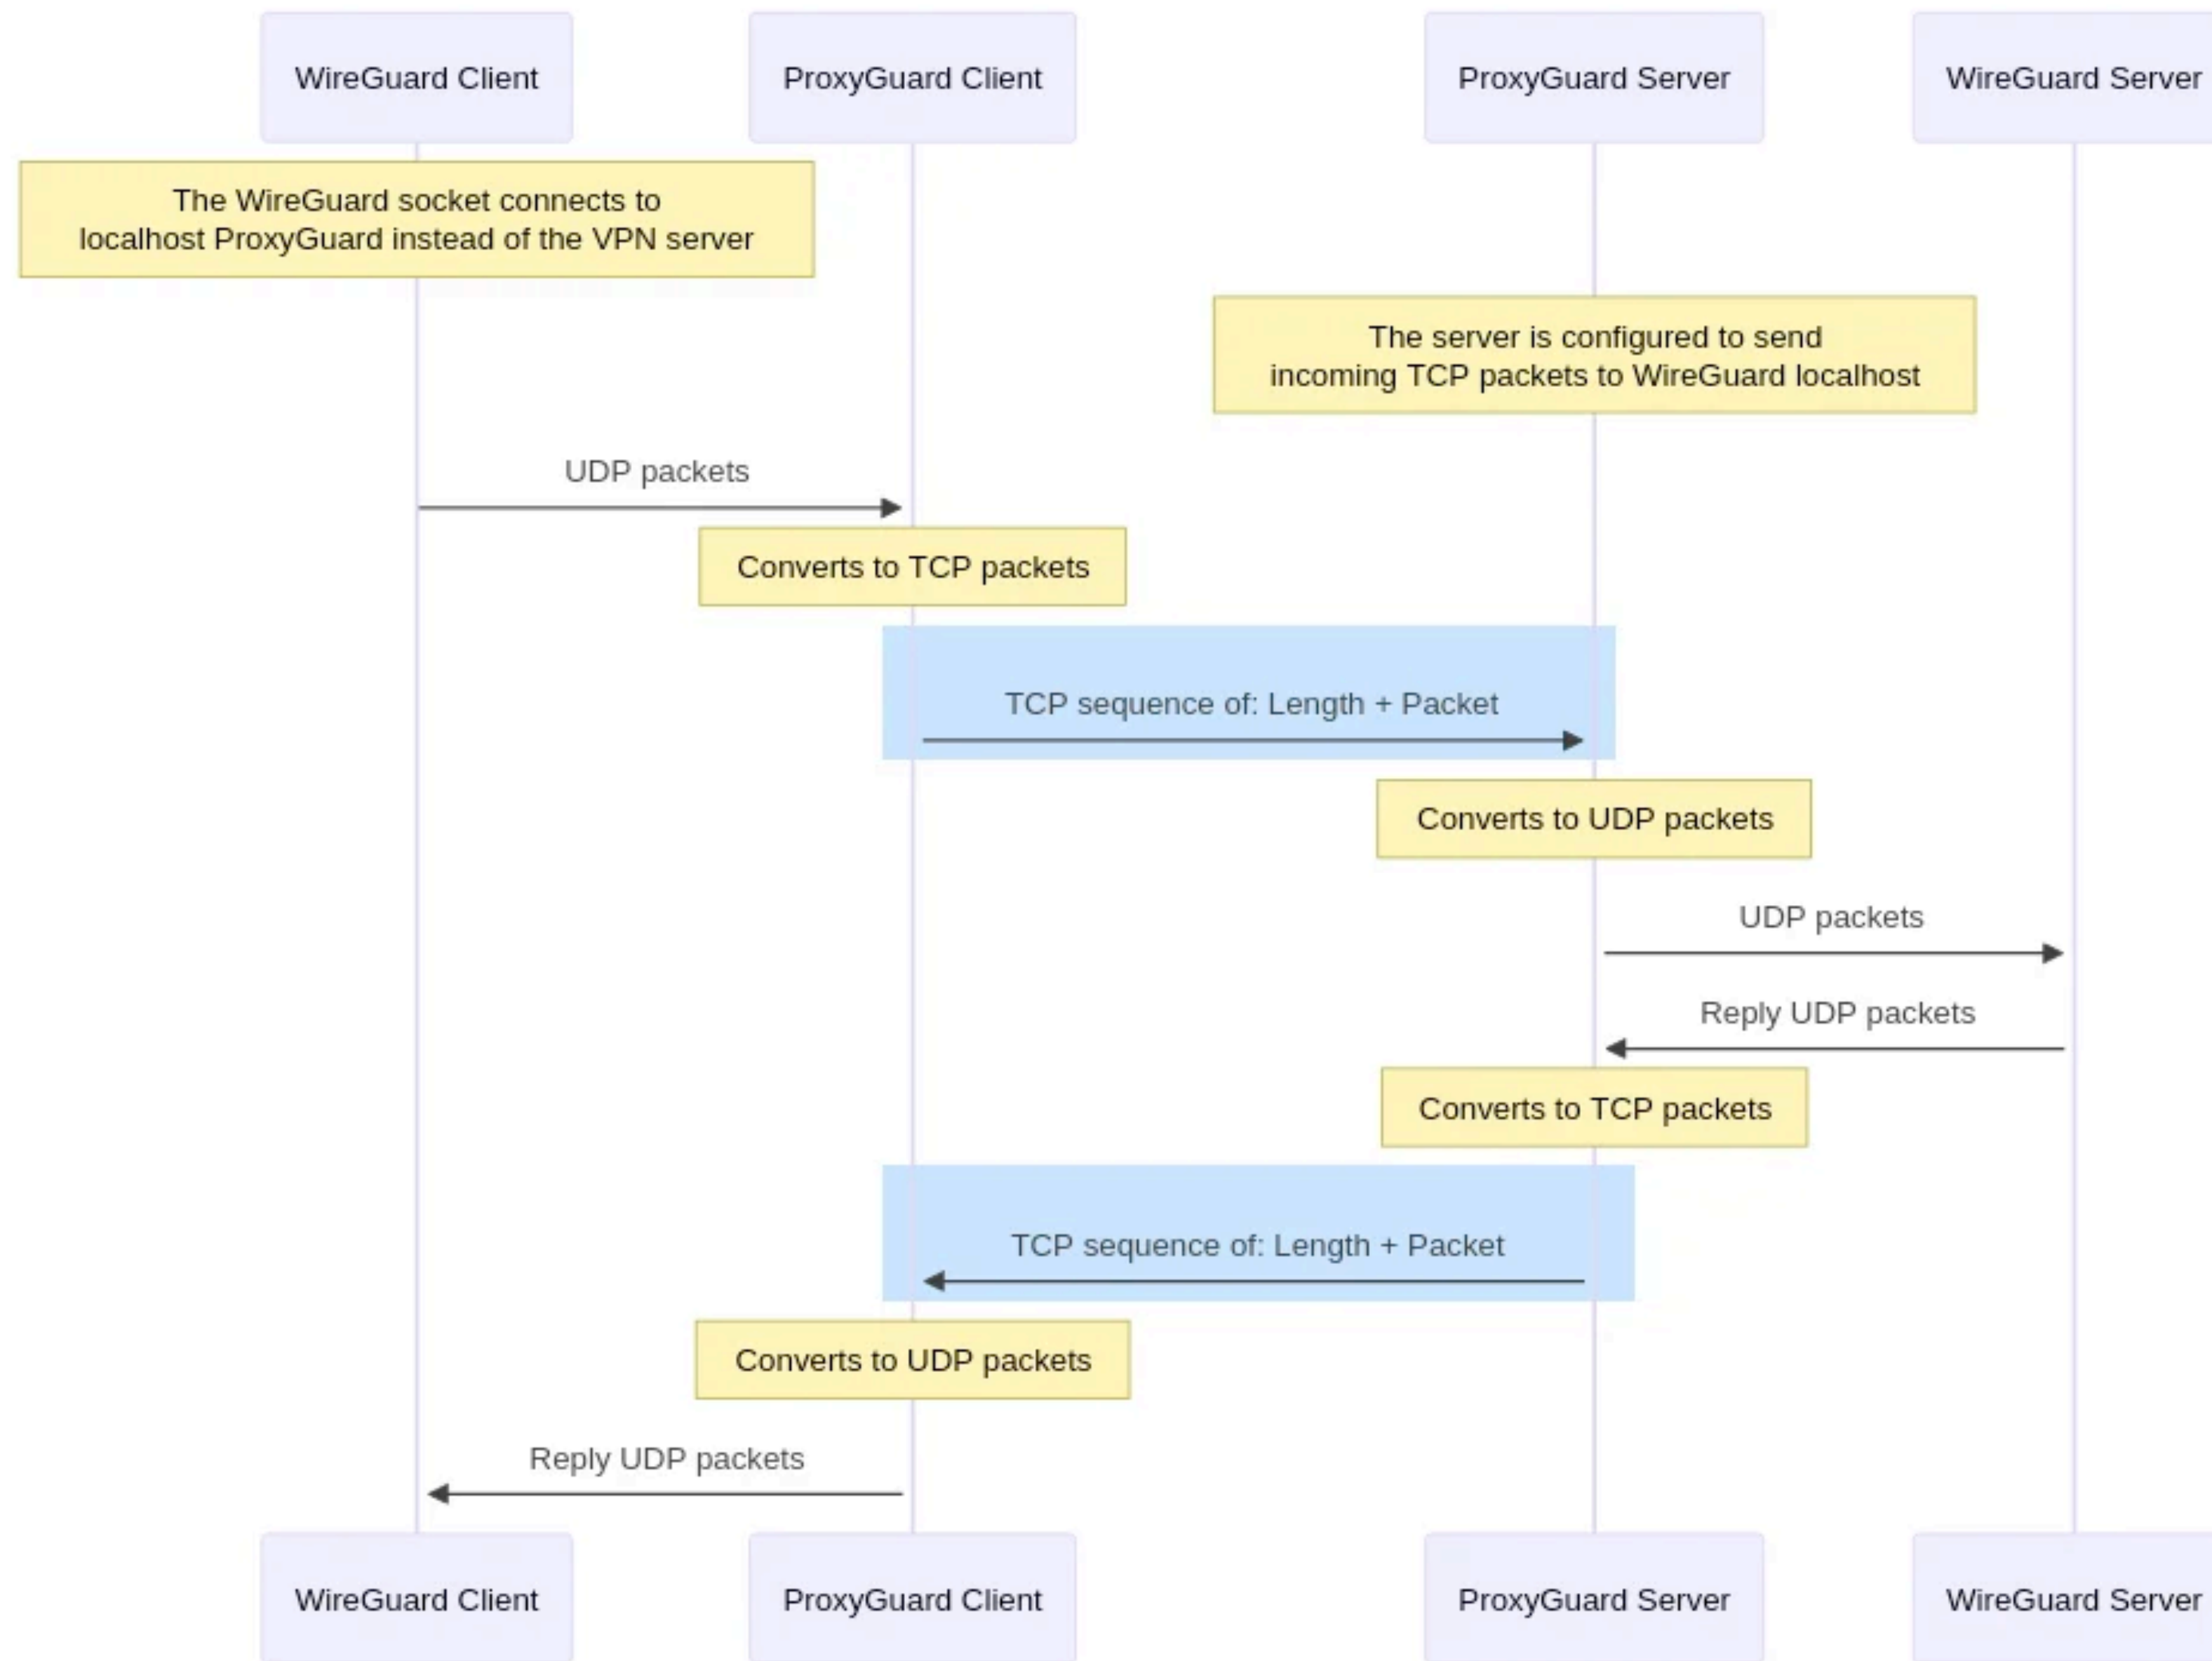 WireGuard Client
ProxyGuard Client
ProxyGuard Server
WireGuard Server
The WireGuard socket connects to
localhost ProxyGuard instead of the VPN server
The server is configured to send
incoming TCP packets to WireGuard localhost
UDP packets
Converts to TCP packets
TCP sequence of: Length + Packet
Converts to UDP packets
UDP packets
Reply UDP packets
Converts to TCP packets
TCP sequence of: Length + Packet
Converts to UDP packets
Reply UDP packets
WireGuard Client
ProxyGuard Client
ProxyGuard Server
WireGuard Server